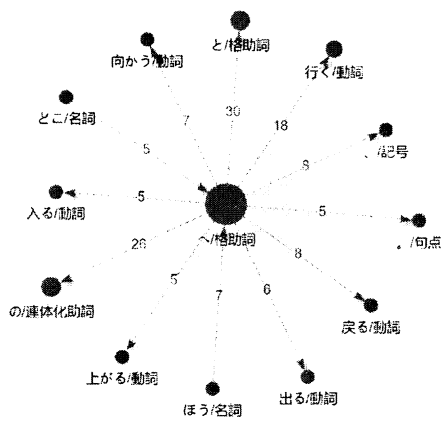 と/格助詞
向かう/動詞
行く/動詞
どこ/名詞
30
7
18
、/記号
5
8
入る/動詞
5
5
へ/格助詞
。/句点
26
8
の/連体化助詞
5
7
6
戻る/動詞
上がる/動詞
ほう/名詞
出る/動詞